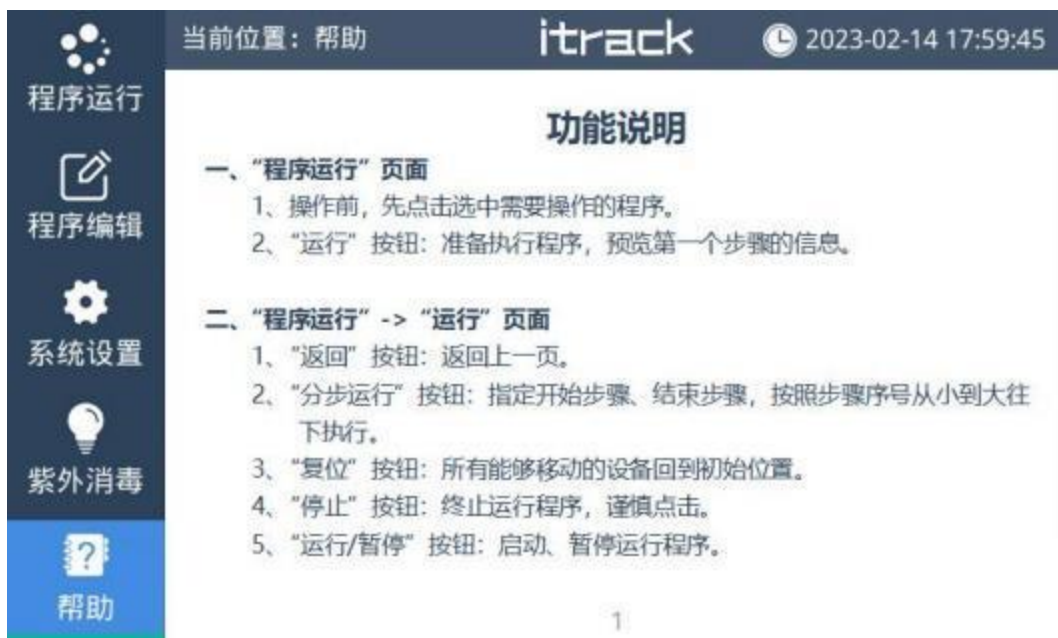 当前位置：帮助
itrack
2023-02-14 17:59:45
程序运行
程序编辑
系统设置
紫外消毒
帮助
功能说明
一、“程序运行”页面
1、操作前，先点击选中需要操作的程序。
2、“运行”按钮：准备执行程序，预览第一个步骤的信息。
二、“程序运行” -> “运行”页面
1、“返回”按钮：返回上一页。
2、“分步运行”按钮：指定开始步骤、结束步骤，按照步骤序号从小到大往
下执行。
3、“复位”按钮：所有能够移动的设备回到初始位置。
4、“停止”按钮：终止运行程序，谨慎点击。
5、“运行/暂停”按钮：启动、暂停运行程序。
1